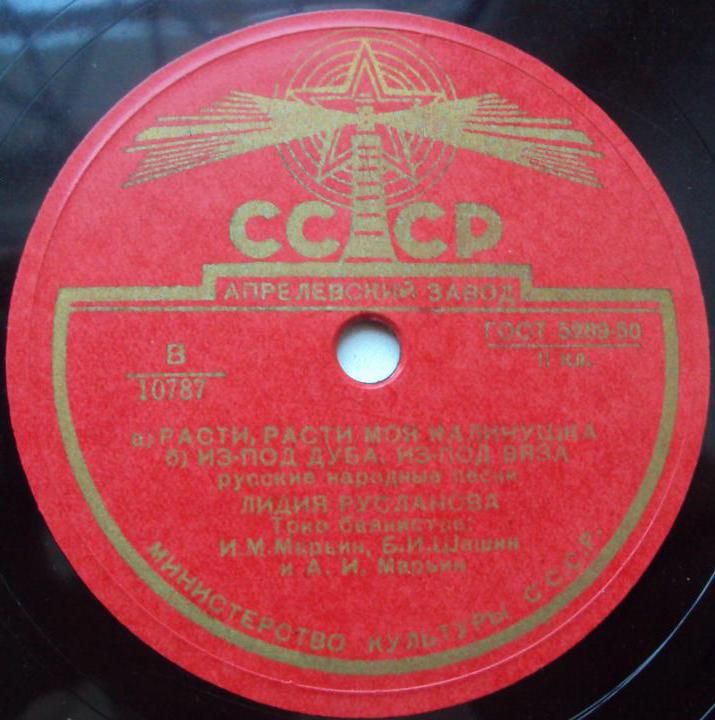 СССР
АПРЕЛЕВСКИЙ ЗАВОД
ГОСТ 5289-50
II кл.
В
10787
а) РАСТИ, РАСТИ МОЯ КАЛИНУШКА
б) ИЗ-ПОД ДУБА, ИЗ-ПОД ВЯЗА
русские народные песни
ЛИДИЯ РУСЛАНОВА
Трио баянистов:
И.М.Марьин, Б.И.Шашин
и А. И. Марьин
МИНИСТЕРСТВО КУЛЬТУРЫ С.С.С.Р.